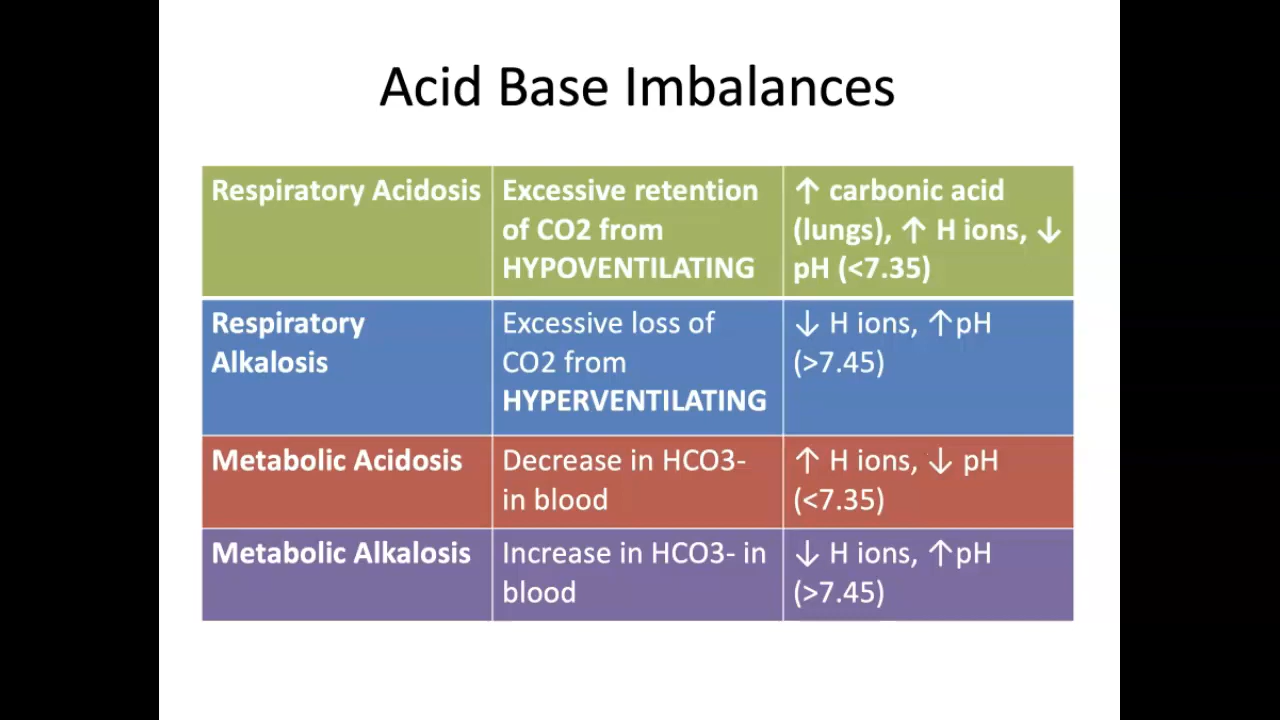 Acid Base Imbalances
Respiratory Acidosis
Excessive retention
of CO2 from
HYPOVENTILATING
↑ carbonic acid
(lungs), ↑ H ions, ↓
pH (<7.35)
Respiratory
Alkalosis
Excessive loss of
CO2 from
HYPERVENTILATING
↓ H ions, ↑pH
(>7.45)
Metabolic Acidosis
Decrease in HCO3-
in blood
↑ H ions, ↓ pH
(<7.35)
Metabolic Alkalosis
Increase in HCO3- in
blood
↓ H ions, ↑pH
(>7.45)